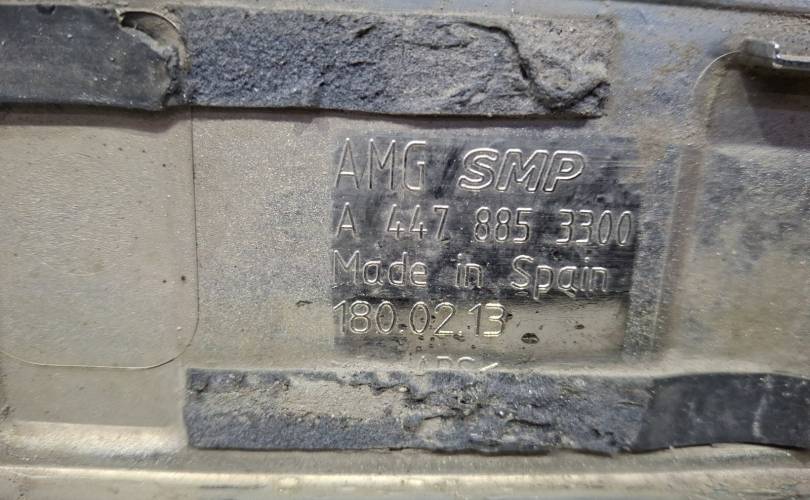 AMG SMP
A 447 885 3300
Made in Spain
180.02.13